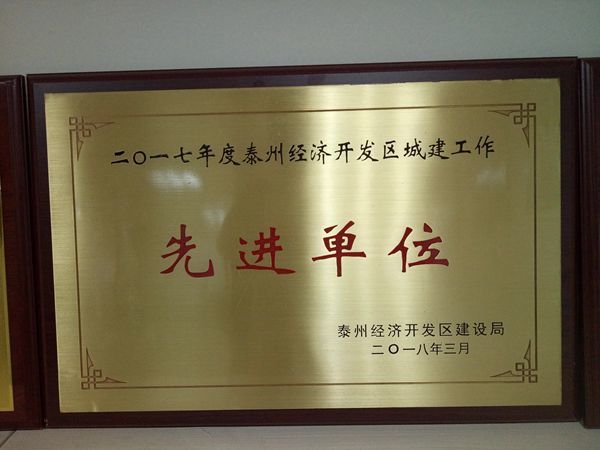 二〇一七年度泰州经济开发区城建工作
先进单位
泰州经济开发区建设局
二〇一八年三月